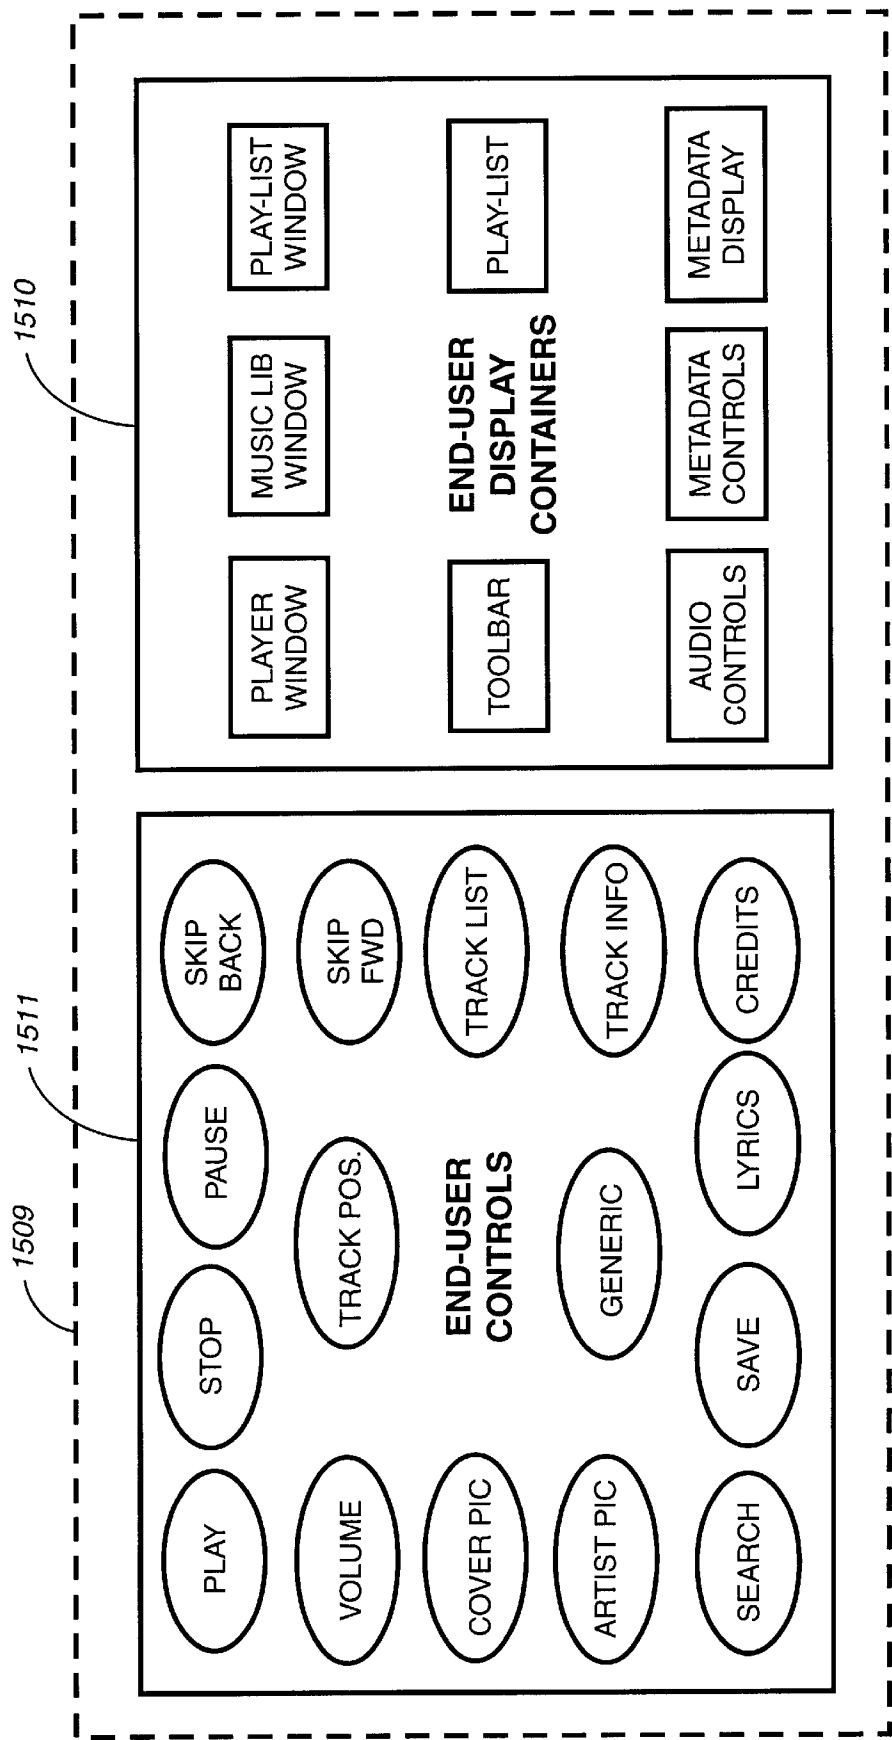 1509
1511
1510
PLAY
STOP
PAUSE
SKIP
BACK
VOLUME
TRACK POS.
SKIP
FWD
COVER PIC
END-USER
CONTROLS
TRACK LIST
ARTIST PIC
GENERIC
TRACK INFO
SEARCH
SAVE
LYRICS
CREDITS
PLAYER
WINDOW
MUSIC LIB
WINDOW
PLAY-LIST
WINDOW
TOOLBAR
END-USER
DISPLAY
CONTAINERS
PLAY-LIST
AUDIO
CONTROLS
METADATA
CONTROLS
METADATA
DISPLAY